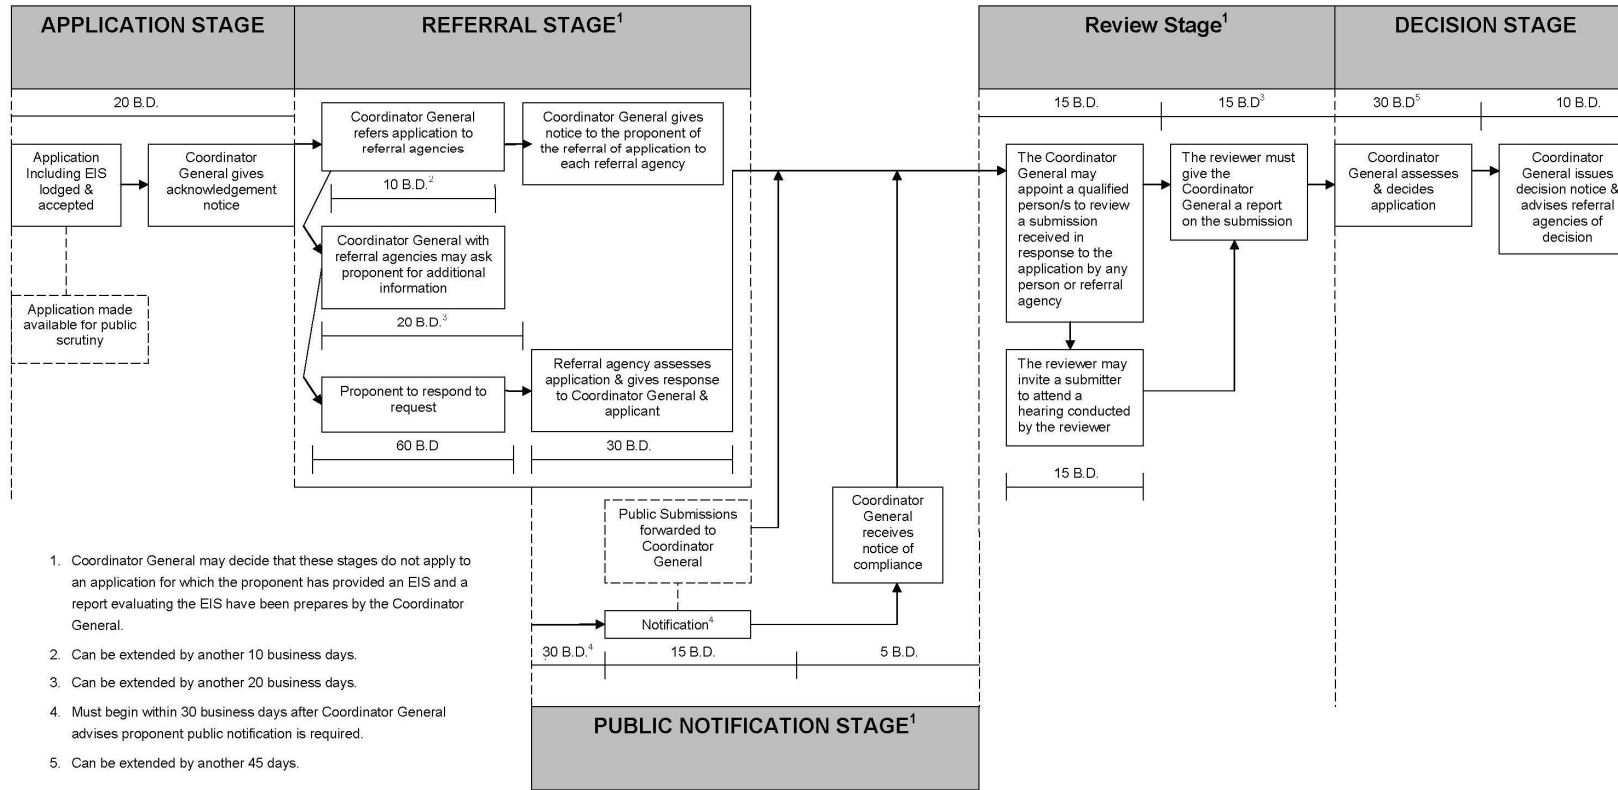 APPLICATION STAGE
REFERRAL STAGE1
Review Stage1
DECISION STAGE
20 B.D.
15 B.D.
15 B.D3
30 B.D5
10 B.D.
Application
Including EIS
lodged &
accepted
Coordinator
General gives
acknowledgement
notice
Application made
available for public
scrutiny
Coordinator General
refers application to
referral agencies
10 B.D.2
Coordinator General gives
notice to the proponent of
the referral of application to
each referral agency
Coordinator General with
referral agencies may ask
proponent for additional
information
20 B.D.3
Proponent to respond to
request
60 B.D
Referral agency assesses
application & gives response
to Coordinator General &
applicant
30 B.D.
The Coordinator
General may
appoint a qualified
person/s to review
a submission
received in
response to the
application by any
person or referral
agency
The reviewer may
invite a submitter
to attend a
hearing conducted
by the reviewer
15 B.D.
The reviewer must
give the
Coordinator
General a report
on the submission
Coordinator
General assesses
& decides
application
Coordinator
General issues
decision notice &
advises referral
agencies of
decision
Public Submissions
forwarded to
Coordinator
General
Coordinator
General
receives
notice of
compliance
Notification4
30 B.D.4
15 B.D.
5 B.D.
PUBLIC NOTIFICATION STAGE1
1. Coordinator General may decide that these stages do not apply to
an application for which the proponent has provided an EIS and a
report evaluating the EIS have been prepares by the Coordinator
General.
2. Can be extended by another 10 business days.
3. Can be extended by another 20 business days.
4. Must begin within 30 business days after Coordinator General
advises proponent public notification is required.
5. Can be extended by another 45 days.